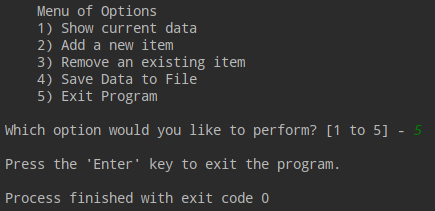 Menu of Options
1) Show current data
2) Add a new item
3) Remove an existing item
4) Save Data to File
5) Exit Program
Which option would you like to perform? [1 to 5] - 5
Press the 'Enter' key to exit the program.
Process finished with exit code 0